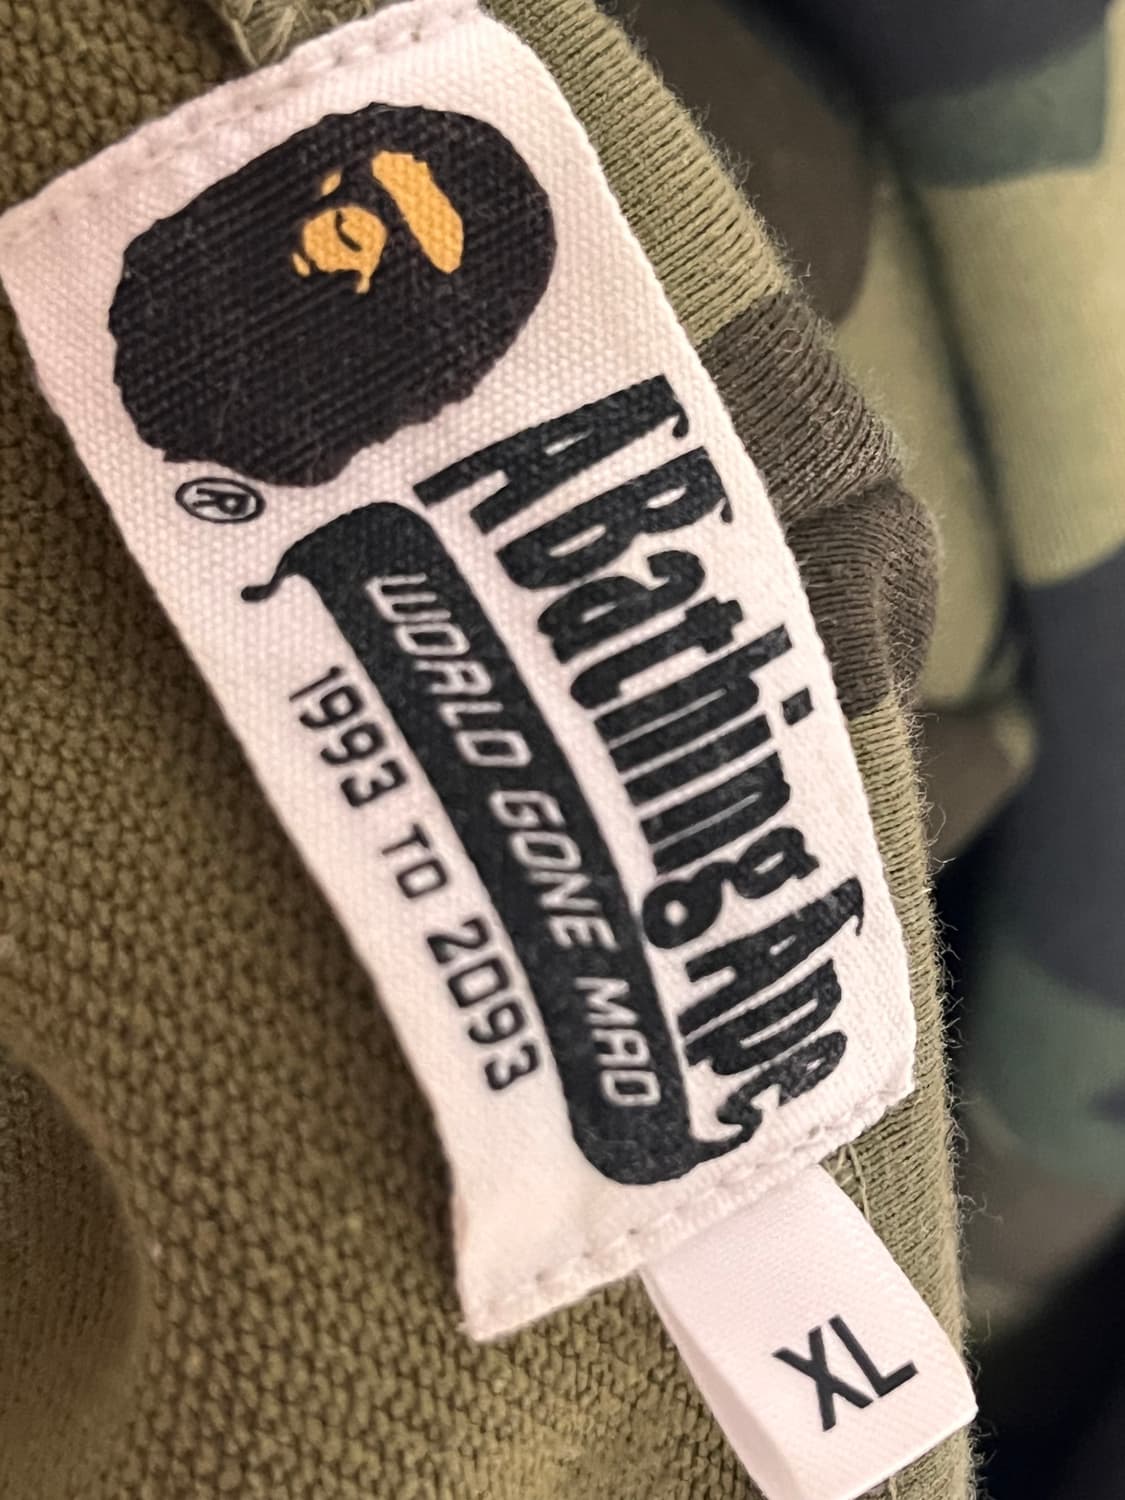 ®
A Bathing Ape
WORLD GONE MAD
1993 TO 2093
XL